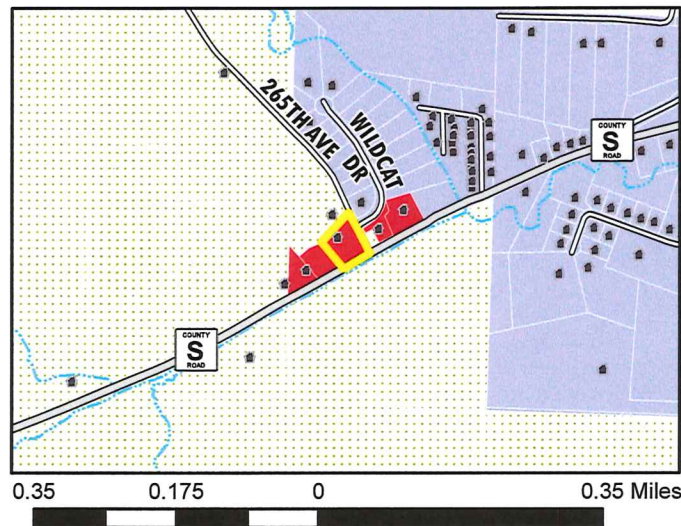 265TH AVE DR
WILDCAT
COUNTY
S
ROAD
COUNTY
S
ROAD
0.35 0.175 0 0.35 Miles